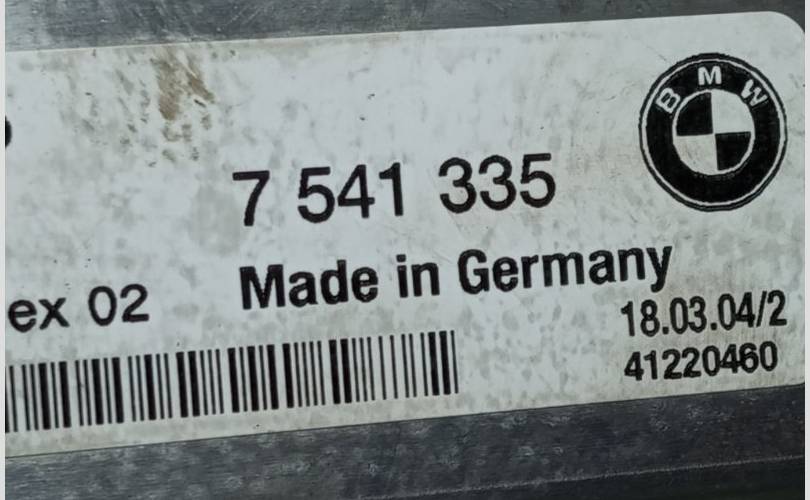 BMW
7 541 335
Made in Germany
ex 02
18.03.04/2
41220460